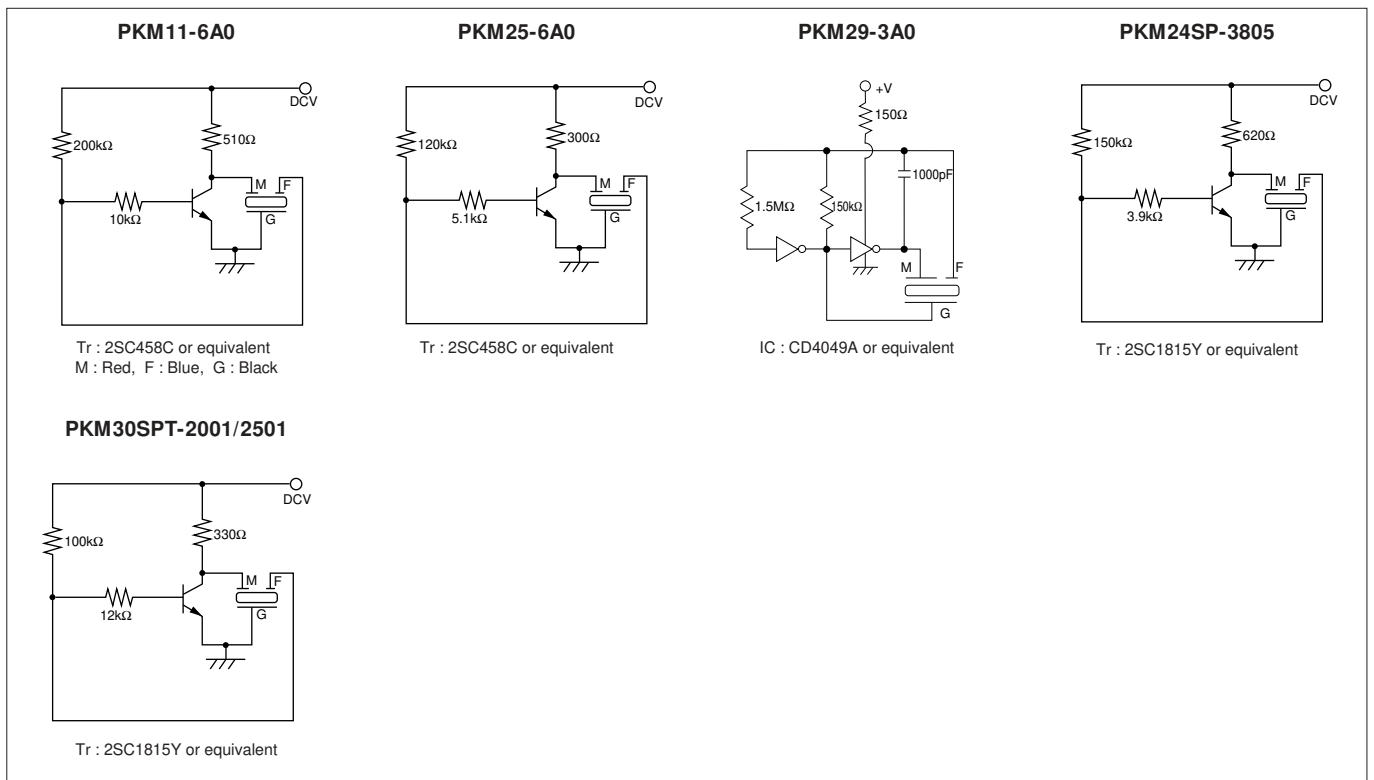 PKM11-6A0
DCV
200kΩ
510Ω
M
F
10kΩ
G
Tr : 2SC458C or equivalent
M : Red, F : Blue, G : Black
PKM25-6A0
DCV
120kΩ
300Ω
M
F
5.1kΩ
G
Tr : 2SC458C or equivalent
PKM29-3A0
+V
150Ω
1000pF
1.5MΩ
150kΩ
M
F
G
IC : CD4049A or equivalent
PKM24SP-3805
DCV
150kΩ
620Ω
M
F
3.9kΩ
G
Tr : 2SC1815Y or equivalent
PKM30SPT-2001/2501
DCV
100kΩ
330Ω
M
F
12kΩ
G
Tr : 2SC1815Y or equivalent